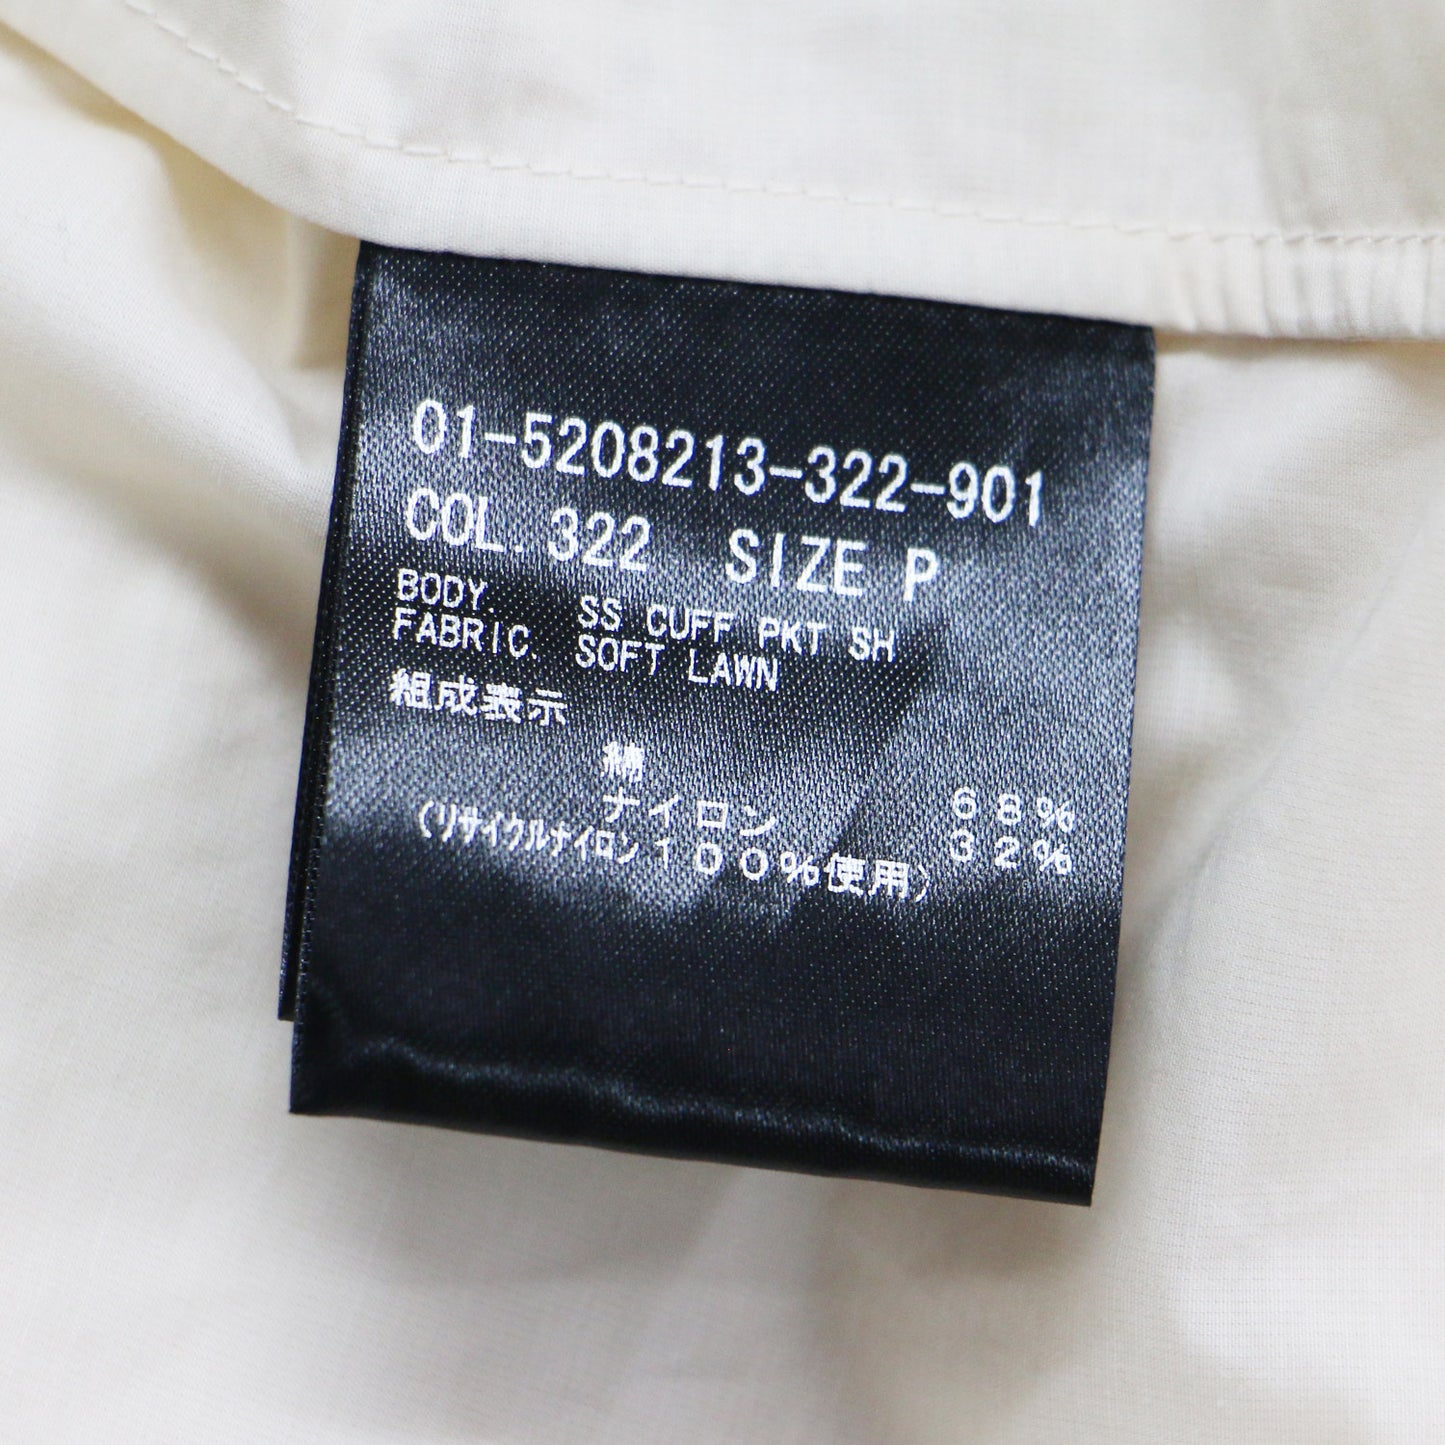 01-5208213-322-901
COL. 322 SIZE P
BODY. SS CUFF PKT SH
FABRIC. SOFT LAWN
組成表示
綿 68%
ナイロン 32%
(リサイクルナイロン100%使用)